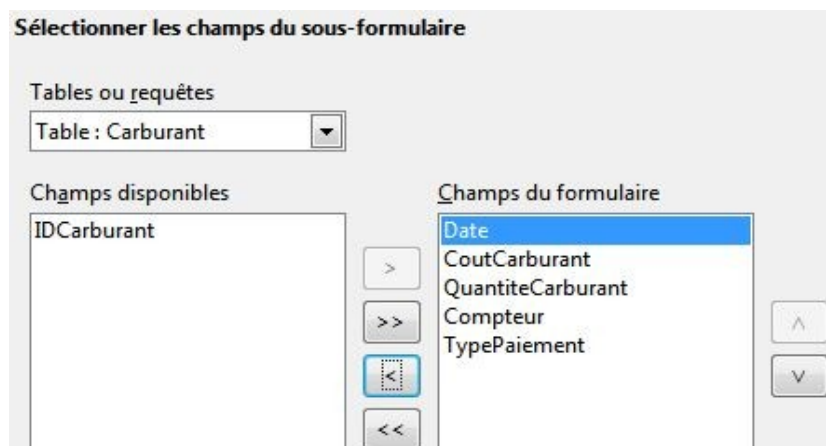 Sélectionner les champs du sous-formulaire
Tables ou requêtes
Table : Carburant
Champs disponibles
Champs du formulaire
IDCarburant
Date
CoutCarburant
QuantiteCarburant
Compteur
TypePaiement
>
>>
<
<<